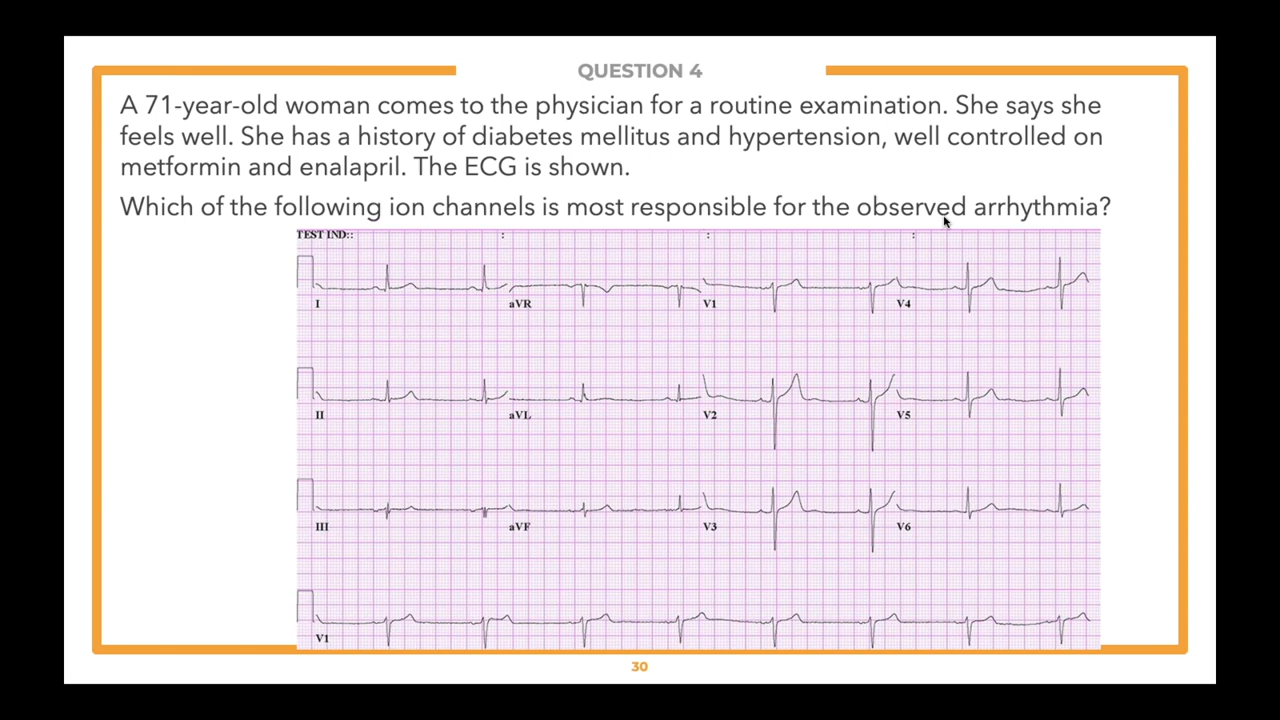 QUESTION 4
A 71-year-old woman comes to the physician for a routine examination. She says she
feels well. She has a history of diabetes mellitus and hypertension, well controlled on
metformin and enalapril. The ECG is shown.
Which of the following ion channels is most responsible for the observed arrhythmia?
TEST IND:: : : :
I aVR V1 V4
II aVL V2 V5
III aVF V3 V6
V1
30